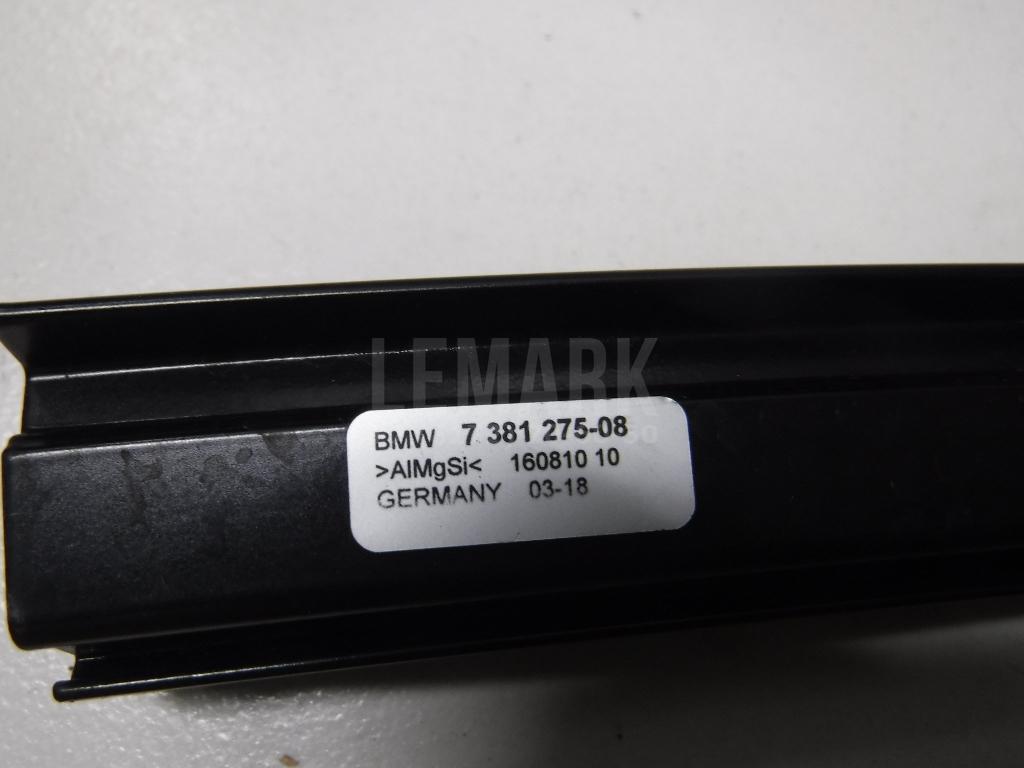 LEMARK
BMW 7 381 275-08
>AlMgSi< 160810 10
GERMANY 03-18